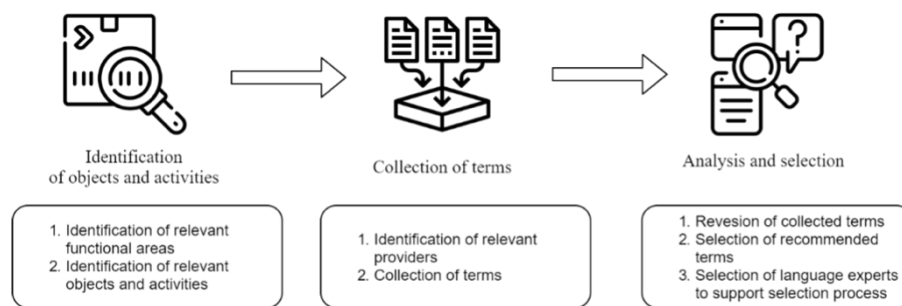 Identification
of objects and activities
Collection of terms
Analysis and selection
1. Identification of relevant
functional areas
2. Identification of relevant
objects and activities
1. Identification of relevant
providers
2. Collection of terms
1. Revesion of collected terms
2. Selection of recommended
terms
3. Selection of language experts
to support selection process